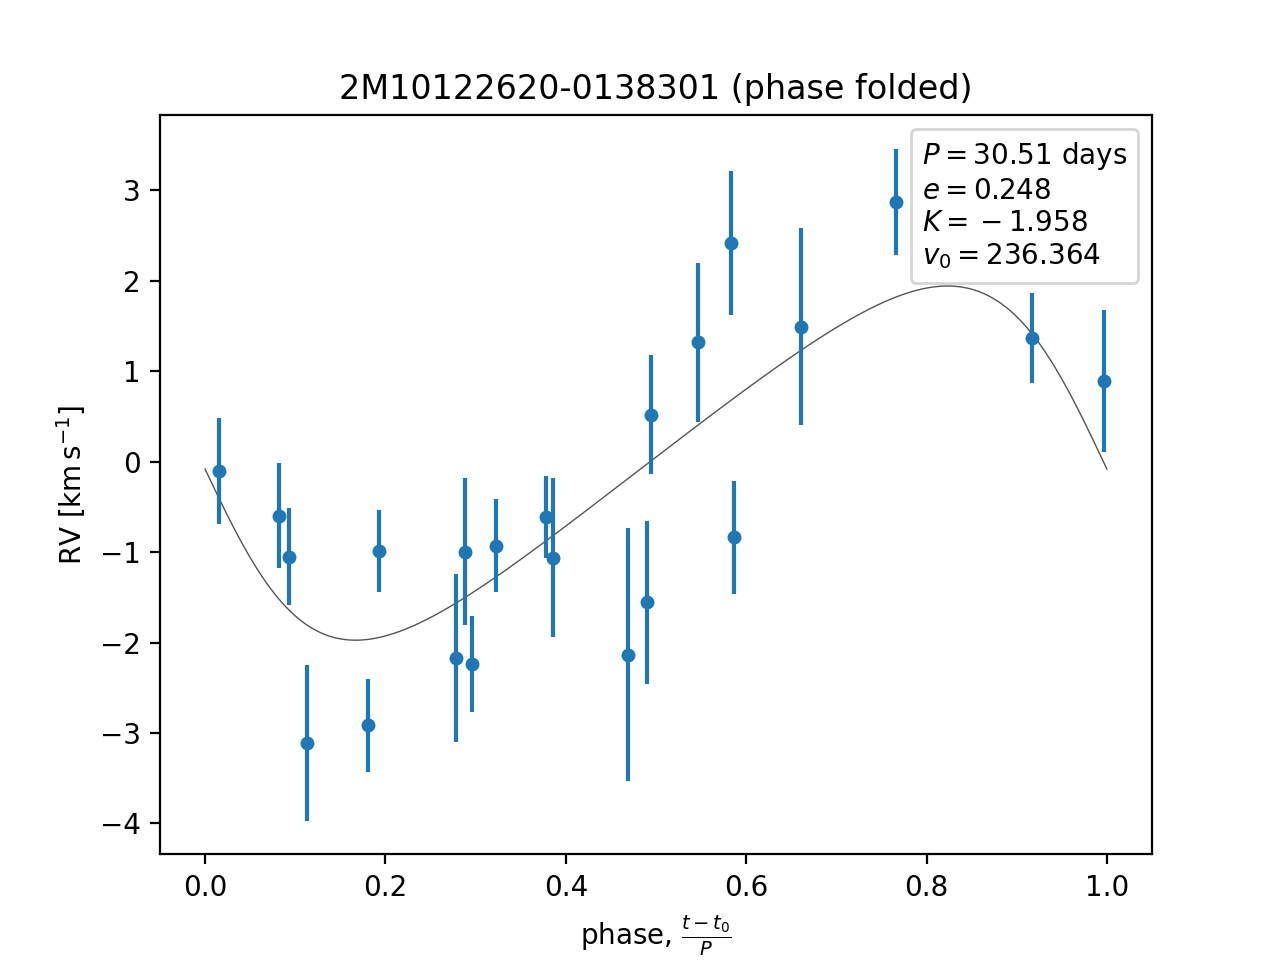 2M10122620-0138301 (phase folded)
P = 30.51 days
e = 0.248
K = −1.958
v₀ = 236.364
3
2
1
0
−1
−2
−3
−4
RV [km s⁻¹]
0.0 0.2 0.4 0.6 0.8 1.0
phase, (t − t₀)/P